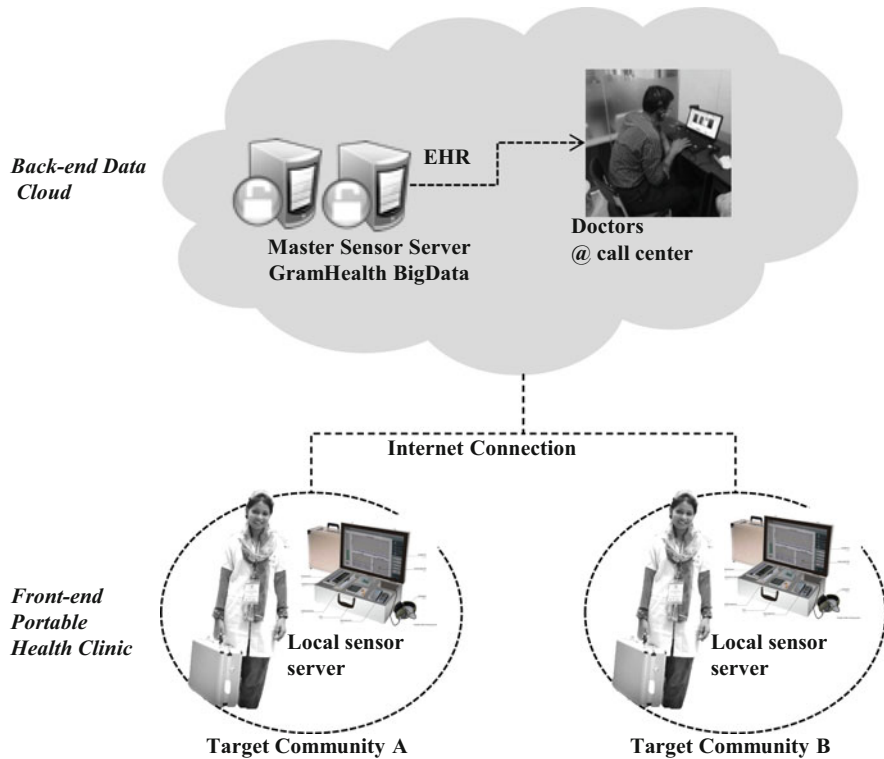 Back-end Data
Cloud
EHR
Master Sensor Server
GramHealth BigData
Doctors
@ call center
Internet Connection
Front-end
Portable
Health Clinic
Local sensor
server
Target Community A
Local sensor
server
Target Community B